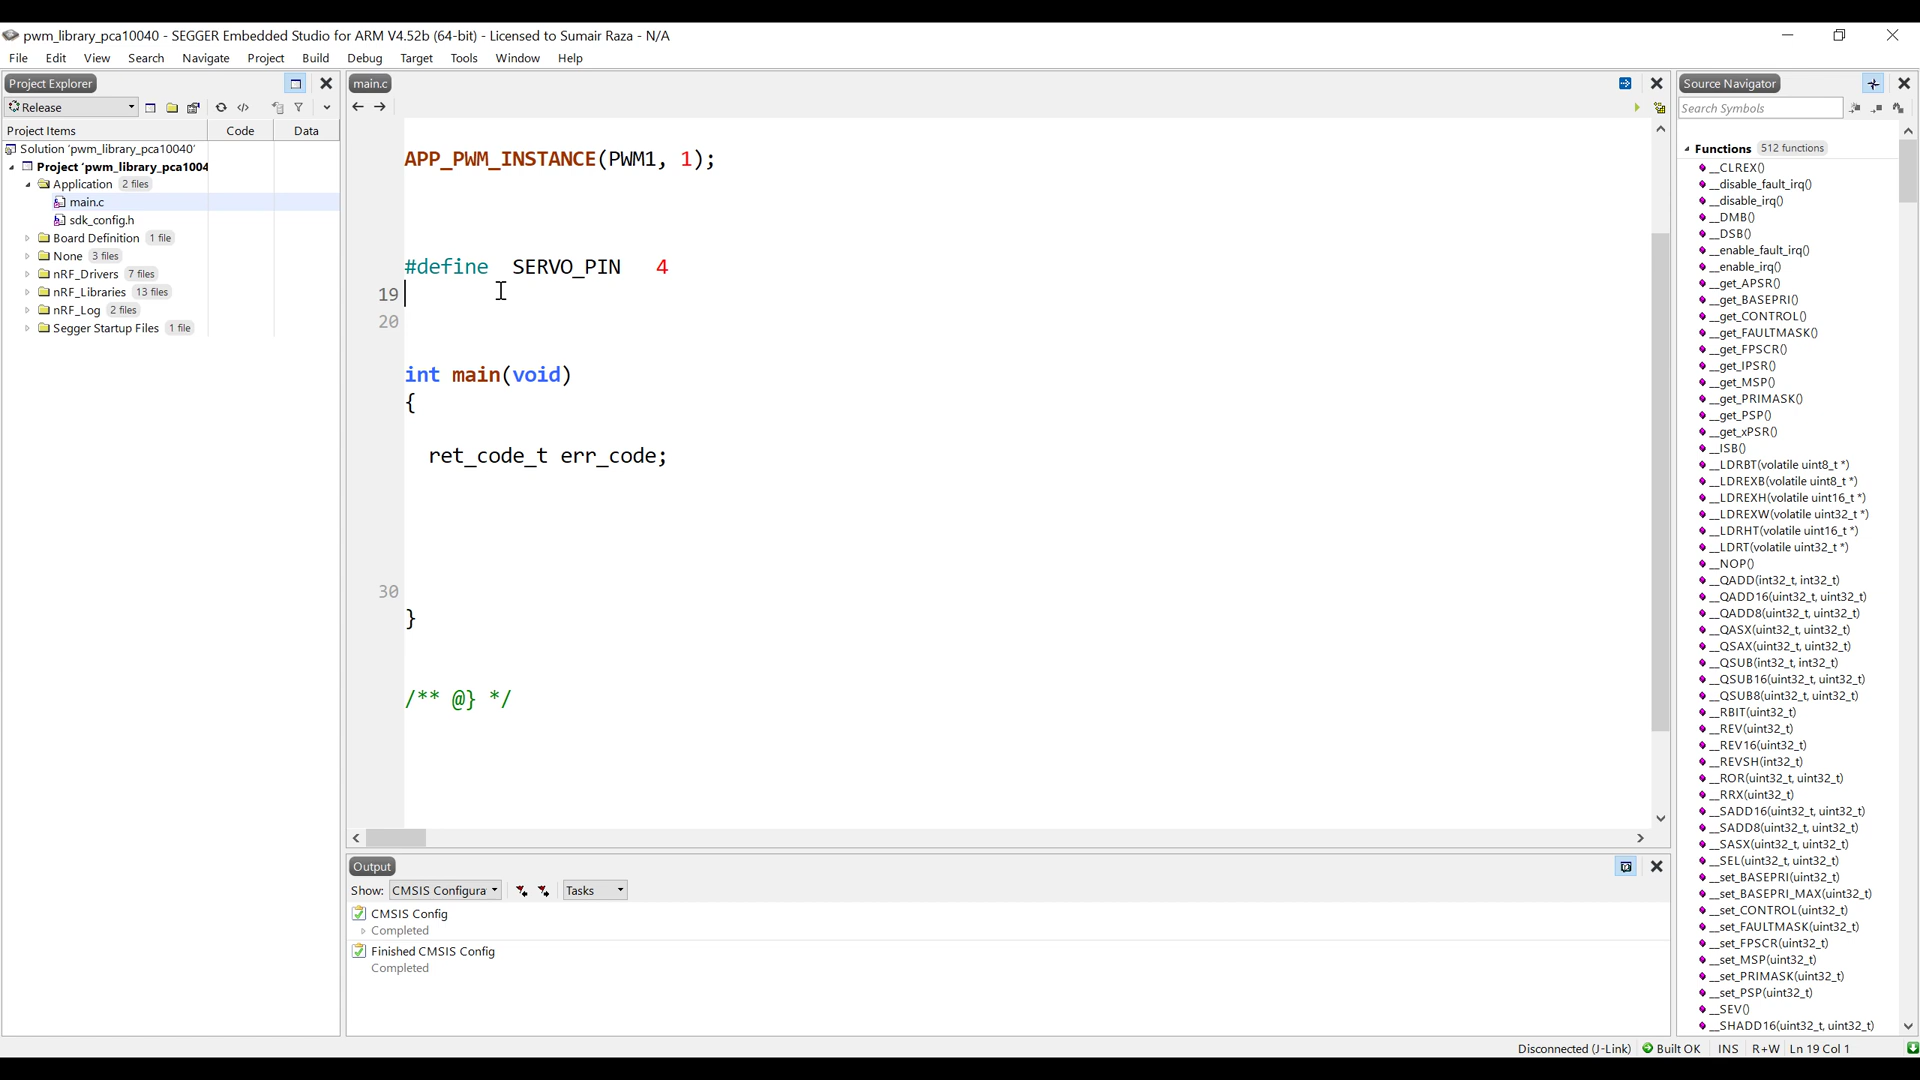 pwm_library_pca10040 - SEGGER Embedded Studio for ARM V4.52b (64-bit) - Licensed to Sumair Raza - N/A
File Edit View Search Navigate Project Build Debug Target Tools Window Help
Project Explorer
Release
Project Items Code Data
Solution 'pwm_library_pca10040'
Project 'pwm_library_pca1004
Application 2 files
main.c
sdk_config.h
Board Definition 1 file
None 3 files
nRF_Drivers 7 files
nRF_Libraries 13 files
nRF_Log 2 files
Segger Startup Files 1 file
main.c
APP_PWM_INSTANCE(PWM1, 1);
#define  SERVO_PIN   4
19
20
int main(void)
{
ret_code_t err_code;
30
}
/** @} */
Output
Show: CMSIS Configura Tasks
CMSIS Config
Completed
Finished CMSIS Config
Completed
Source Navigator
Search Symbols
Functions 512 functions
__CLREX()
__disable_fault_irq()
__disable_irq()
__DMB()
__DSB()
__enable_fault_irq()
__enable_irq()
__get_APSR()
__get_BASEPRI()
__get_CONTROL()
__get_FAULTMASK()
__get_FPSCR()
__get_IPSR()
__get_MSP()
__get_PRIMASK()
__get_PSP()
__get_xPSR()
__ISB()
__LDRBT(volatile uint8_t *)
__LDREXB(volatile uint8_t *)
__LDREXH(volatile uint16_t *)
__LDREXW(volatile uint32_t *)
__LDRHT(volatile uint16_t *)
__LDRT(volatile uint32_t *)
__NOP()
__QADD(int32_t, int32_t)
__QADD16(uint32_t, uint32_t)
__QADD8(uint32_t, uint32_t)
__QASX(uint32_t, uint32_t)
__QSAX(uint32_t, uint32_t)
__QSUB(int32_t, int32_t)
__QSUB16(uint32_t, uint32_t)
__QSUB8(uint32_t, uint32_t)
__RBIT(uint32_t)
__REV(uint32_t)
__REV16(uint32_t)
__REVSH(int32_t)
__ROR(uint32_t, uint32_t)
__RRX(uint32_t)
__SADD16(uint32_t, uint32_t)
__SADD8(uint32_t, uint32_t)
__SASX(uint32_t, uint32_t)
__SEL(uint32_t, uint32_t)
__set_BASEPRI(uint32_t)
__set_BASEPRI_MAX(uint32_t)
__set_CONTROL(uint32_t)
__set_FAULTMASK(uint32_t)
__set_FPSCR(uint32_t)
__set_MSP(uint32_t)
__set_PRIMASK(uint32_t)
__set_PSP(uint32_t)
__SEV()
__SHADD16(uint32_t, uint32_t)
Disconnected (J-Link) Built OK INS R+W Ln 19 Col 1